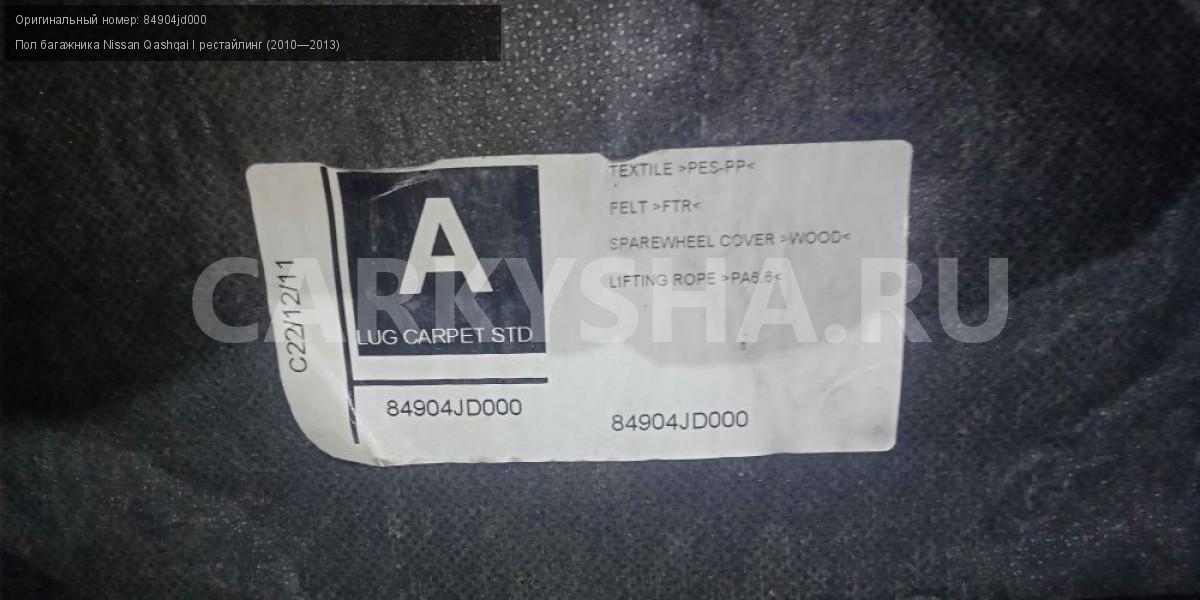 Оригинальный номер: 84904jd000
Пол багажника Nissan Qashqai I рестайлинг (2010—2013)
C22/12/11
A
LUG CARPET STD
84904JD000
TEXTILE >PES-PP<
FELT >FTR<
SPAREWHEEL COVER >WOOD<
LIFTING ROPE >PA6.6<
84904JD000
CARKYSHA.RU